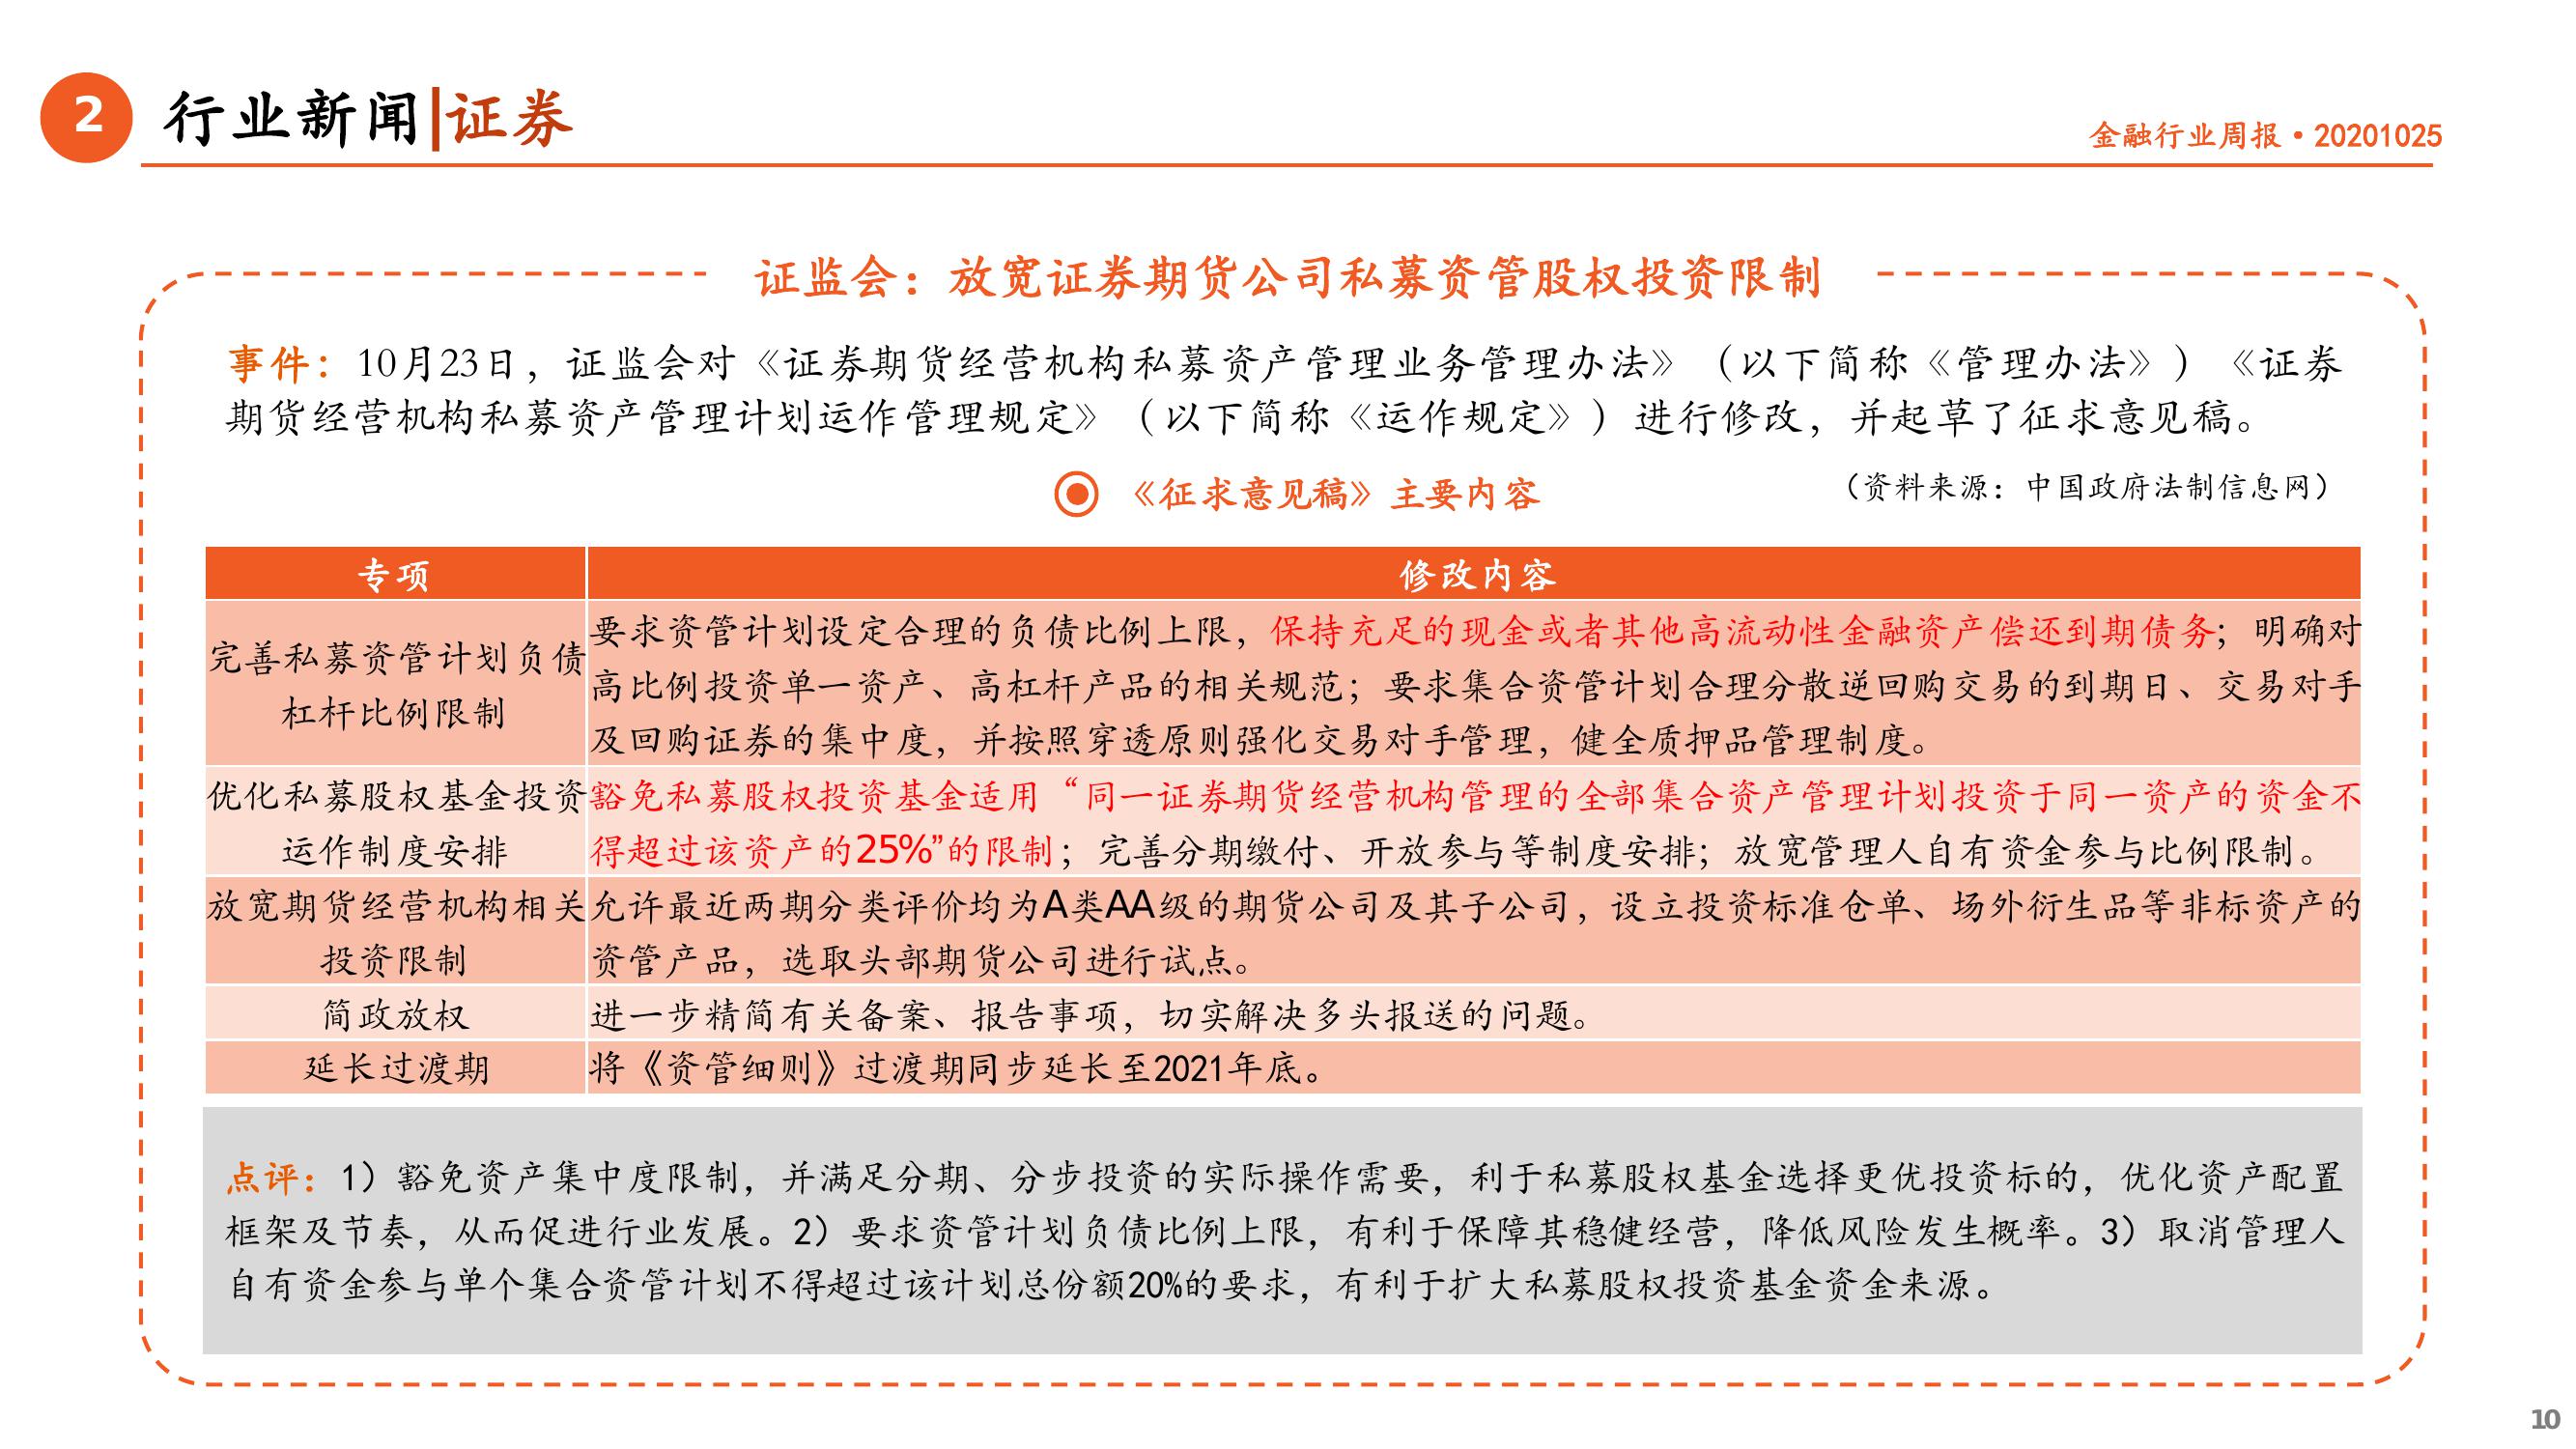 2
行业新闻|证券
金融行业周报·20201025
证监会：放宽证券期货公司私募资管股权投资限制
事件：10月23日，证监会对《证券期货经营机构私募资产管理业务管理办法》（以下简称《管理办法》）《证券
期货经营机构私募资产管理计划运作管理规定》（以下简称《运作规定》）进行修改，并起草了征求意见稿。
《征求意见稿》主要内容
（资料来源：中国政府法制信息网）
专项
修改内容
完善私募资管计划负债
杠杆比例限制
要求资管计划设定合理的负债比例上限，保持充足的现金或者其他高流动性金融资产偿还到期债务；明确对
高比例投资单一资产、高杠杆产品的相关规范；要求集合资管计划合理分散逆回购交易的到期日、交易对手
及回购证券的集中度，并按照穿透原则强化交易对手管理，健全质押品管理制度。
优化私募股权基金投资
运作制度安排
豁免私募股权投资基金适用“同一证券期货经营机构管理的全部集合资产管理计划投资于同一资产的资金不
得超过该资产的25%”的限制；完善分期缴付、开放参与等制度安排；放宽管理人自有资金参与比例限制。
放宽期货经营机构相关
投资限制
允许最近两期分类评价均为A类AA级的期货公司及其子公司，设立投资标准仓单、场外衍生品等非标资产的
资管产品，选取头部期货公司进行试点。
简政放权
进一步精简有关备案、报告事项，切实解决多头报送的问题。
延长过渡期
将《资管细则》过渡期同步延长至2021年底。
点评：1）豁免资产集中度限制，并满足分期、分步投资的实际操作需要，利于私募股权基金选择更优投资标的，优化资产配置
框架及节奏，从而促进行业发展。2）要求资管计划负债比例上限，有利于保障其稳健经营，降低风险发生概率。3）取消管理人
自有资金参与单个集合资管计划不得超过该计划总份额20%的要求，有利于扩大私募股权投资基金资金来源。
10